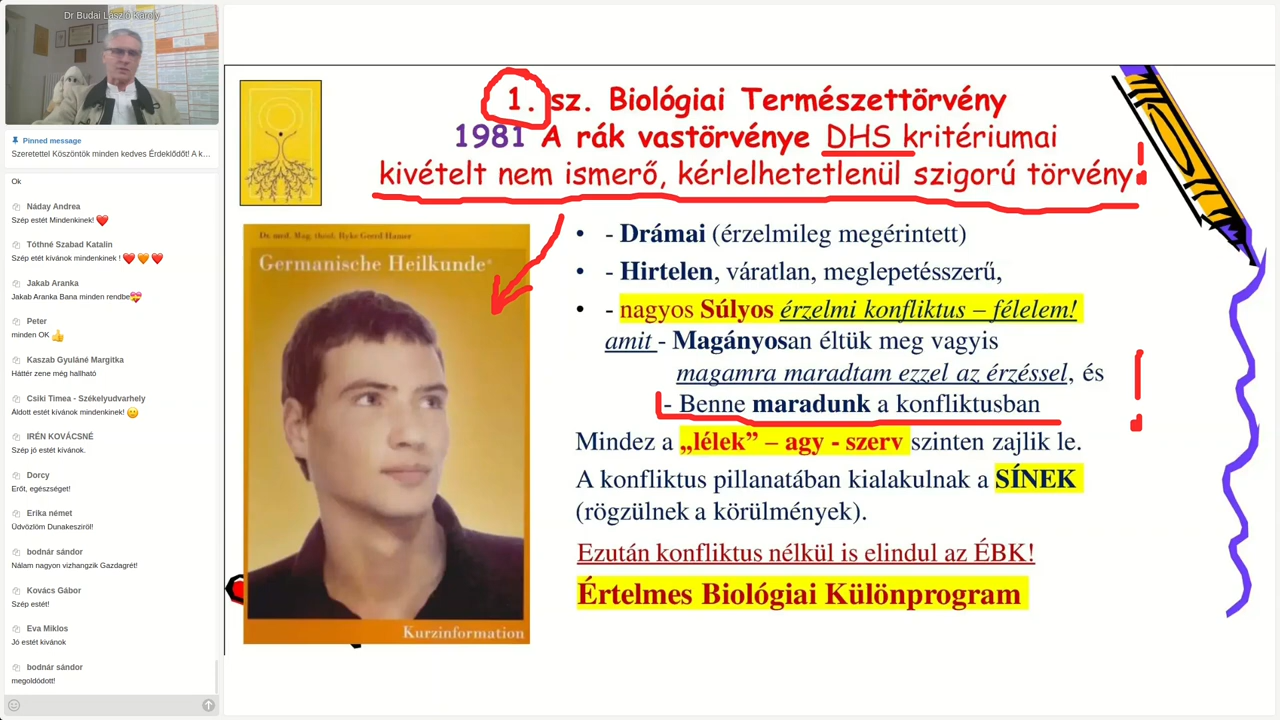 Dr Budai László Károly
Pinned message
Szeretettel Köszöntök minden kedves Érdeklődőt! A k...
Ok
Náday Andrea
Szép estét Mindenkinek! ❤️
Tóthné Szabad Katalin
Szép etét kívánok mindenkinek ! ❤️🧡❤️
Jakab Aranka
Jakab Aranka Bana minden rendbe💝
Peter
minden OK 👍
Kaszab Gyuláné Margitka
Háttér zene még hallható
Csiki Timea - Székelyudvarhely
Áldott estét kívánok mindenkinek! 😊
IRÉN KOVÁCSNÉ
Szép jó estét kívánok.
Dorcy
Erőt, egészséget!
Erika német
Üdvözlöm Dunakesziröl!
bodnár sándor
Nálam nagyon vizhangzik Gazdagrét!
Kovács Gábor
Szép estét!
Eva Miklos
Jó estét kívánok
bodnár sándor
megoldódott!
1. sz. Biológiai Természettörvény
1981 A rák vastörvénye DHS kritériumai
kivételt nem ismerő, kérlelhetetlenül szigorú törvény
Dr. med. Mag. theol. Ryke Geerd Hamer
Germanische Heilkunde®
Kurzinformation
• - Drámai (érzelmileg megérintett)
• - Hirtelen, váratlan, meglepetésszerű,
• - nagyos Súlyos érzelmi konfliktus – félelem!
amit - Magányosan éltük meg vagyis
magamra maradtam ezzel az érzéssel, és
- Benne maradunk a konfliktusban
Mindez a „lélek” – agy - szerv szinten zajlik le.
A konfliktus pillanatában kialakulnak a SÍNEK
(rögzülnek a körülmények).
Ezután konfliktus nélkül is elindul az ÉBK!
Értelmes Biológiai Különprogram